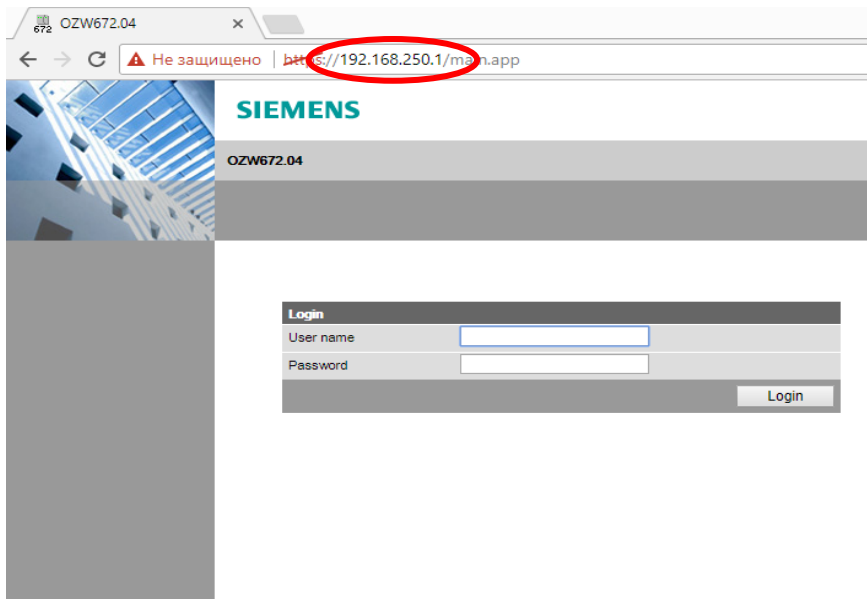 672 OZW672.04
Не защищено https://192.168.250.1/main.app
SIEMENS
OZW672.04
Login
User name
Password
Login